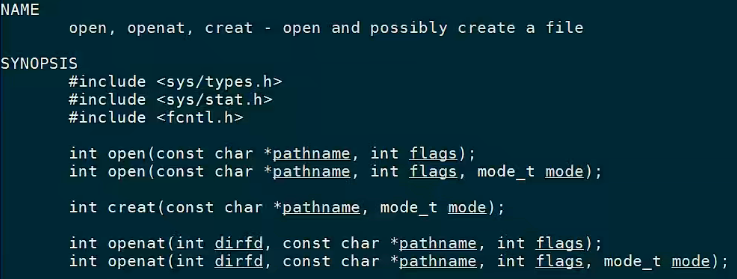 NAME
open, openat, creat - open and possibly create a file
SYNOPSIS
#include <sys/types.h>
#include <sys/stat.h>
#include <fcntl.h>
int open(const char *pathname, int flags);
int open(const char *pathname, int flags, mode_t mode);
int creat(const char *pathname, mode_t mode);
int openat(int dirfd, const char *pathname, int flags);
int openat(int dirfd, const char *pathname, int flags, mode_t mode);